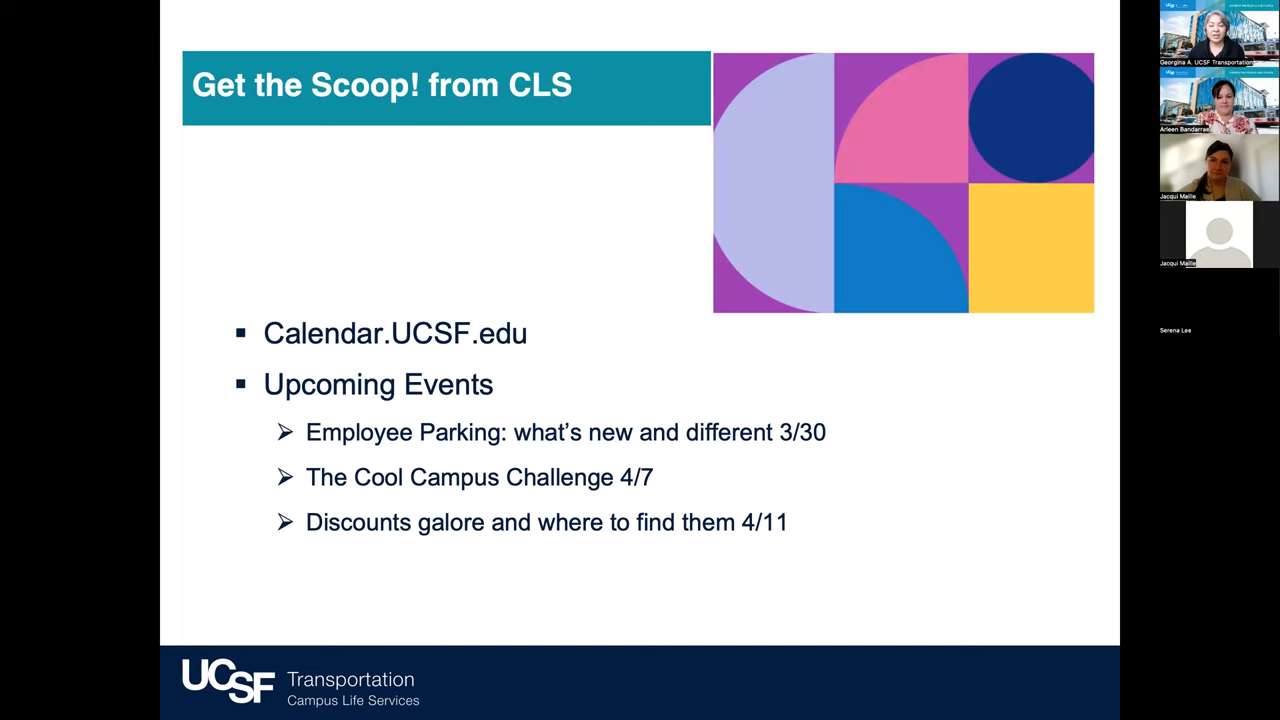 Get the Scoop! from CLS
Calendar.UCSF.edu
Upcoming Events
Employee Parking: what's new and different 3/30
The Cool Campus Challenge 4/7
Discounts galore and where to find them 4/11
UCSF
Transportation
Campus Life Services
Georgina A. UCSF Transportation
Arleen Bandarrae
Jacqui Maille
Jacqui Maille
Serena Lee